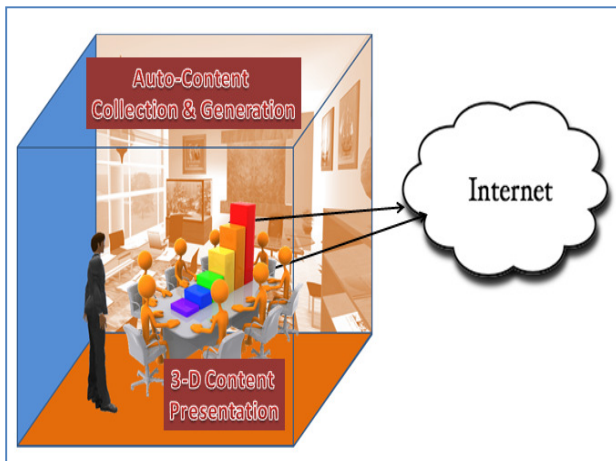 Auto-Content
Collection & Generation
Internet
3-D Content
Presentation